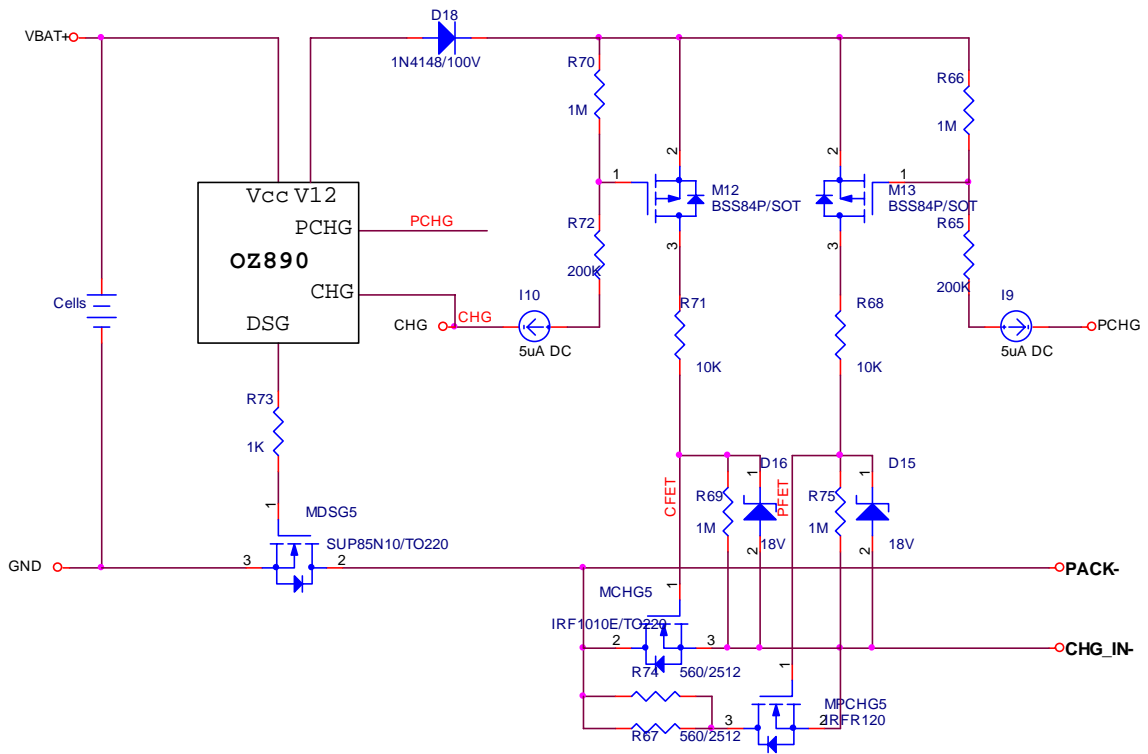 D18
VBAT+
1N4148/100V
R70
1M
R66
1M
2
2
1
1
M12
BSS84P/SOT
M13
BSS84P/SOT
Vcc V12
PCHG
PCHG
OZ890
R72
200K
3
3
R65
200K
CHG
Cells
I10
R71
R68
I9
DSG
CHG
CHG
PCHG
5uA DC
5uA DC
10K
10K
R73
1K
CFET
D16
PFET
D15
1
1
R69
R75
1M
1M
1
MDSG5
SUP85N10/TO220
2
18V
2
18V
GND
3
2
PACK-
MCHG5
1
IRF1010E/TO220
2
3
CHG_IN-
R74
560/2512
1
MPCHG5
IRFR120
R67
560/2512
3
2